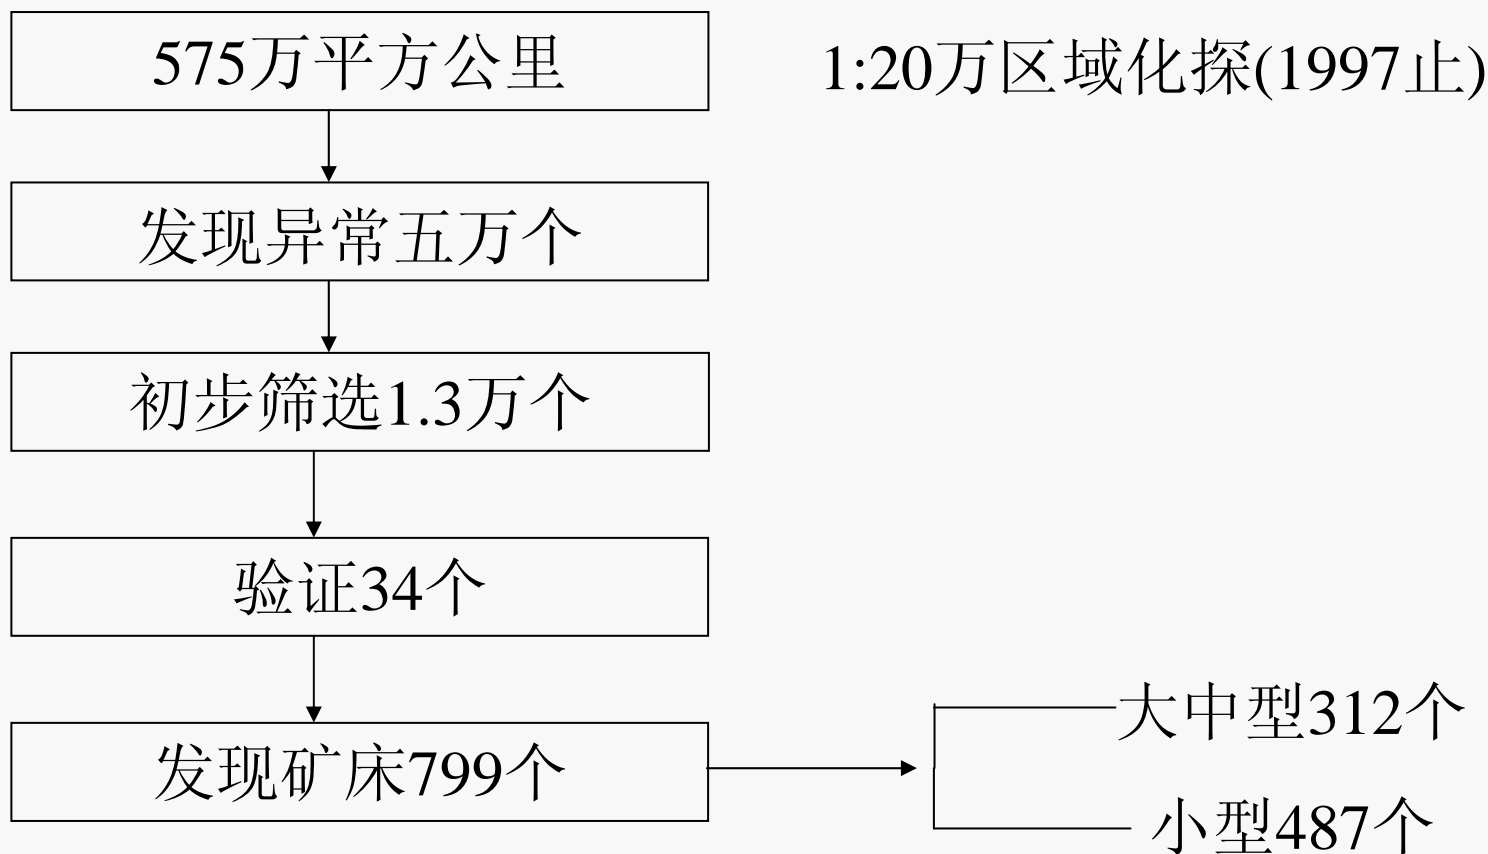 575万平方公里
1:20万区域化探(1997止)
发现异常五万个
初步筛选1.3万个
验证34个
发现矿床799个
大中型312个
小型487个